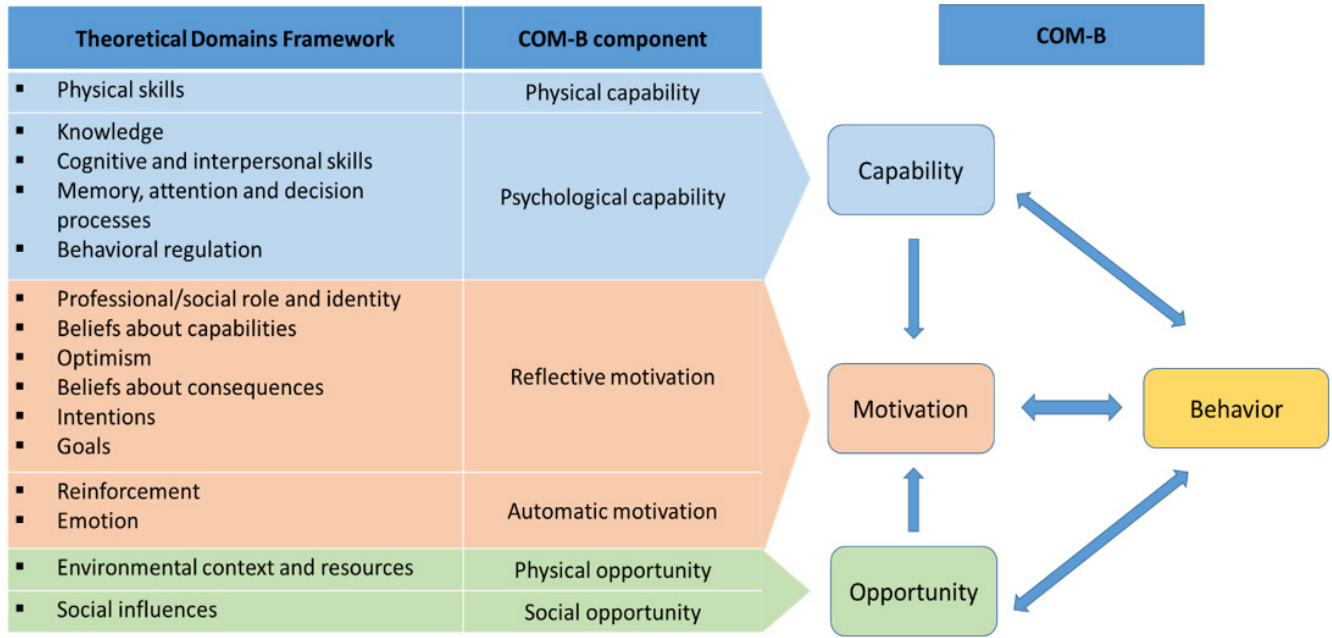 Theoretical Domains Framework
COM-B component
COM-B
▪ Physical skills
Physical capability
▪ Knowledge
▪ Cognitive and interpersonal skills
▪ Memory, attention and decision
processes
▪ Behavioral regulation
Psychological capability
▪ Professional/social role and identity
▪ Beliefs about capabilities
▪ Optimism
▪ Beliefs about consequences
▪ Intentions
▪ Goals
Reflective motivation
▪ Reinforcement
▪ Emotion
Automatic motivation
▪ Environmental context and resources
Physical opportunity
▪ Social influences
Social opportunity
Capability
Motivation
Behavior
Opportunity